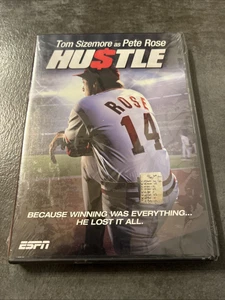 Tom Sizemore as Pete Rose
HU$TLE
ROSE
14
BECAUSE WINNING WAS EVERYTHING...
HE LOST IT ALL.
ESPN